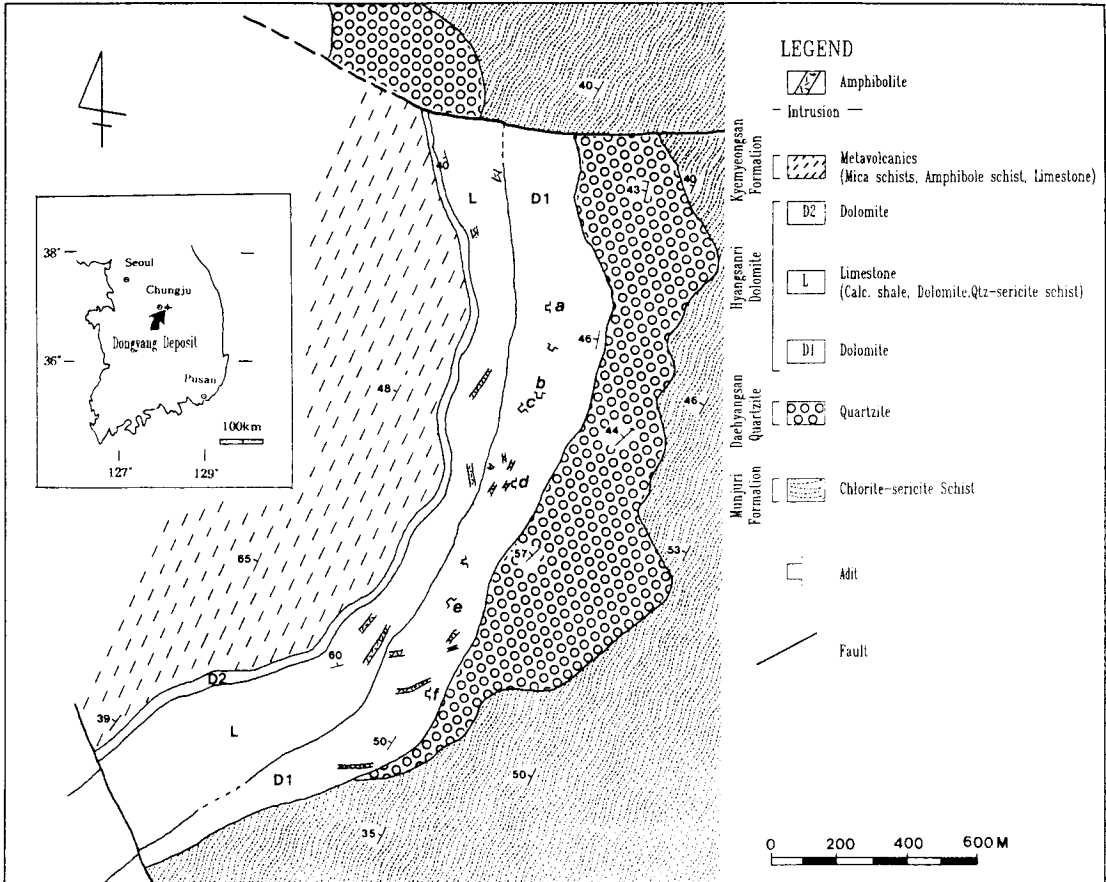 40
40
L
D1
43
40
a
46
b
c
48
46
44
d
57
53
65
e
60
D2
f
39
L
50
D1
50
35
38°
Seoul
Chungju
Dongyang Deposit
36°
Pusan
100km
127°
129°
LEGEND
Amphibolite
- Intrusion -
Kyemyeongsan
Formation
Metavolcanics
(Mica schists, Amphibole schist, Limestone)
Hyangsanri
Dolomite
D2 Dolomite
L Limestone
(Calc. shale, Dolomite,Qtz-sericite schist)
D1 Dolomite
Daehyangsan
Quartzite
Quartzite
Munjuri
Formation
Chlorite-sericite Schist
Adit
Fault
0 200 400 600 M